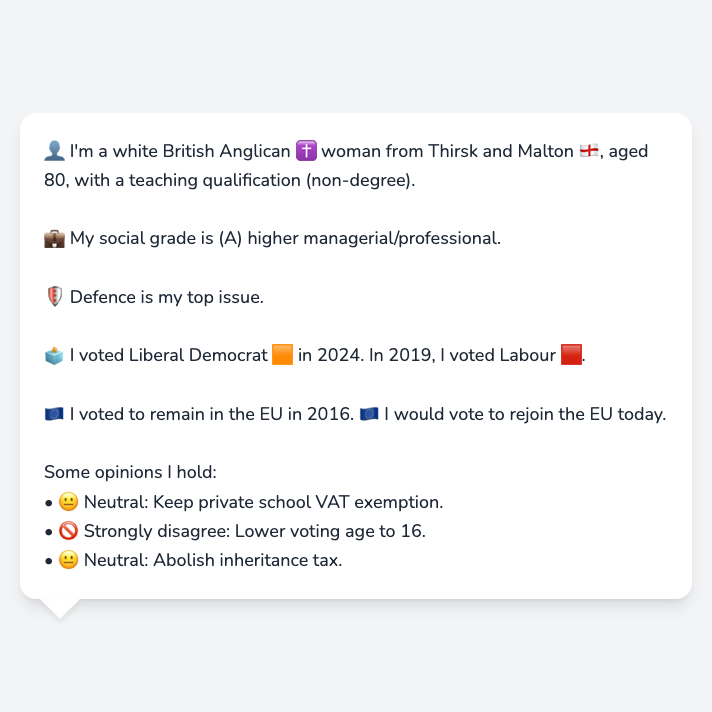 👤 I'm a white British Anglican ✝️ woman from Thirsk and Malton 🏴󠁧󠁢󠁥󠁮󠁧󠁿, aged
80, with a teaching qualification (non-degree).
💼 My social grade is (A) higher managerial/professional.
🛡️ Defence is my top issue.
🗳️ I voted Liberal Democrat 🟧 in 2024. In 2019, I voted Labour 🟥.
🇪🇺 I voted to remain in the EU in 2016. 🇪🇺 I would vote to rejoin the EU today.
Some opinions I hold:
• 😐 Neutral: Keep private school VAT exemption.
• 🚫 Strongly disagree: Lower voting age to 16.
• 😐 Neutral: Abolish inheritance tax.